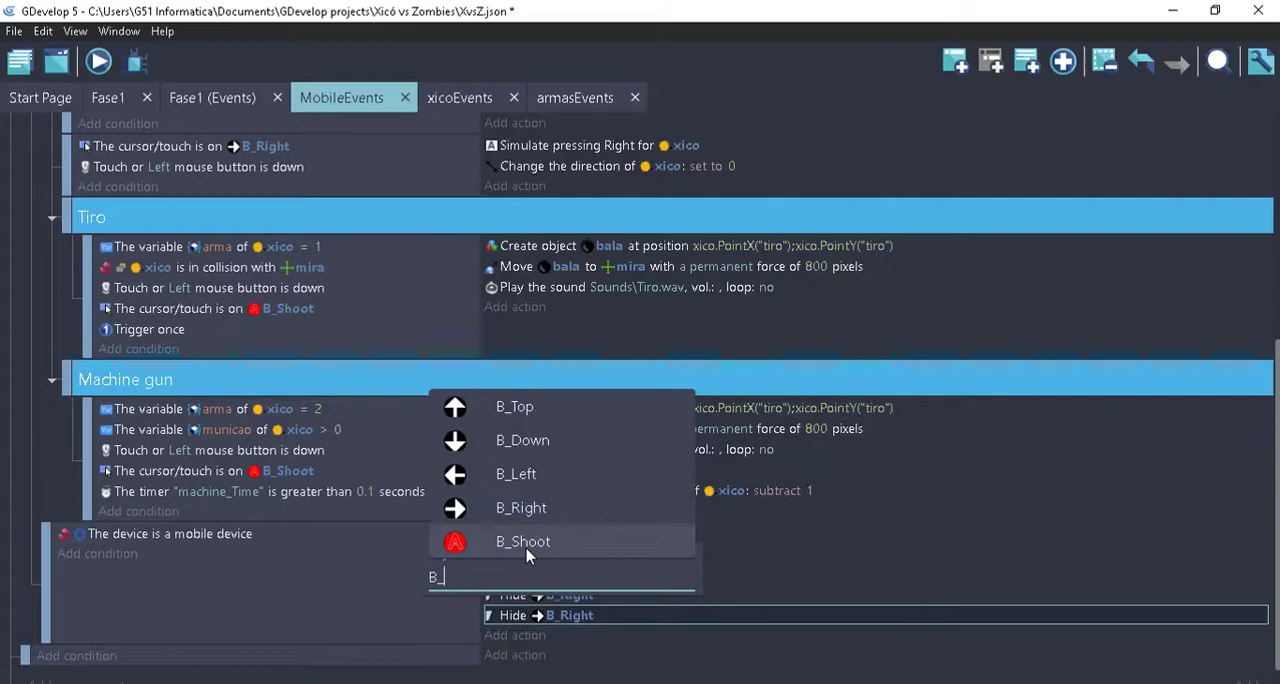 GDevelop 5 - C:\Users\G51 Informatica\Documents\GDevelop projects\Xicó vs Zombies\XvsZ.json *
File Edit View Window Help
Start Page Fase1 Fase1 (Events) MobileEvents xicoEvents armasEvents
Add condition Add action
The cursor/touch is on B_Right Simulate pressing Right for xico
Touch or Left mouse button is down Change the direction of xico: set to 0
Add condition Add action
Tiro
The variable arma of xico = 1 Create object bala at position xico.PointX("tiro");xico.PointY("tiro")
xico is in collision with mira Move bala to mira with a permanent force of 800 pixels
Touch or Left mouse button is down Play the sound Sounds\Tiro.wav, vol.: , loop: no
The cursor/touch is on B_Shoot Add action
Trigger once
Add condition
Machine gun
B_Top
The variable arma of xico = 2 xico.PointX("tiro");xico.PointY("tiro")
The variable municao of xico > 0 permanent force of 800 pixels
B_Down
Touch or Left mouse button is down vol.: , loop: no
The cursor/touch is on B_Shoot B_Left
The timer "machine_Time" is greater than 0.1 seconds of xico: subtract 1
Add condition B_Right
The device is a mobile device B_Shoot
Add condition
B_
Hide B_Right
Hide B_Right
Add action
Add condition Add action